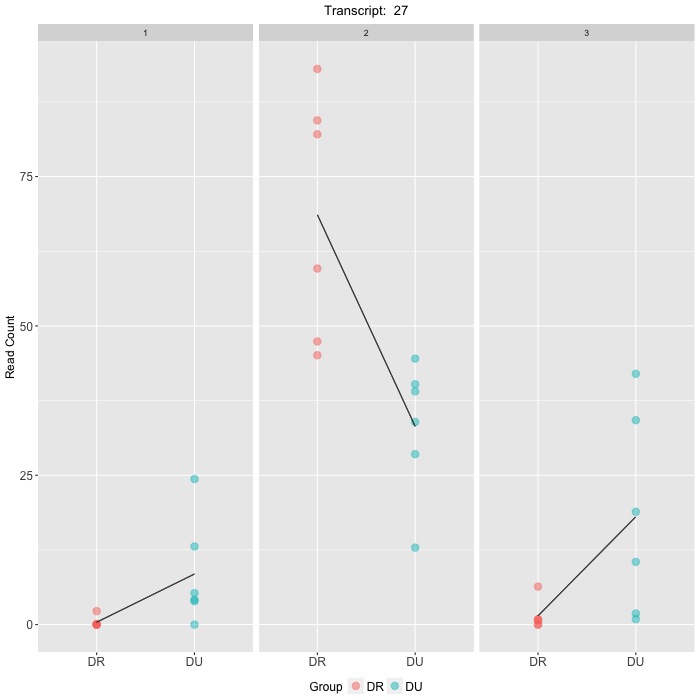 Transcript: 27
1 2 3
75
50
25
0
Read Count
DR DU DR DU DR DU
Group DR DU